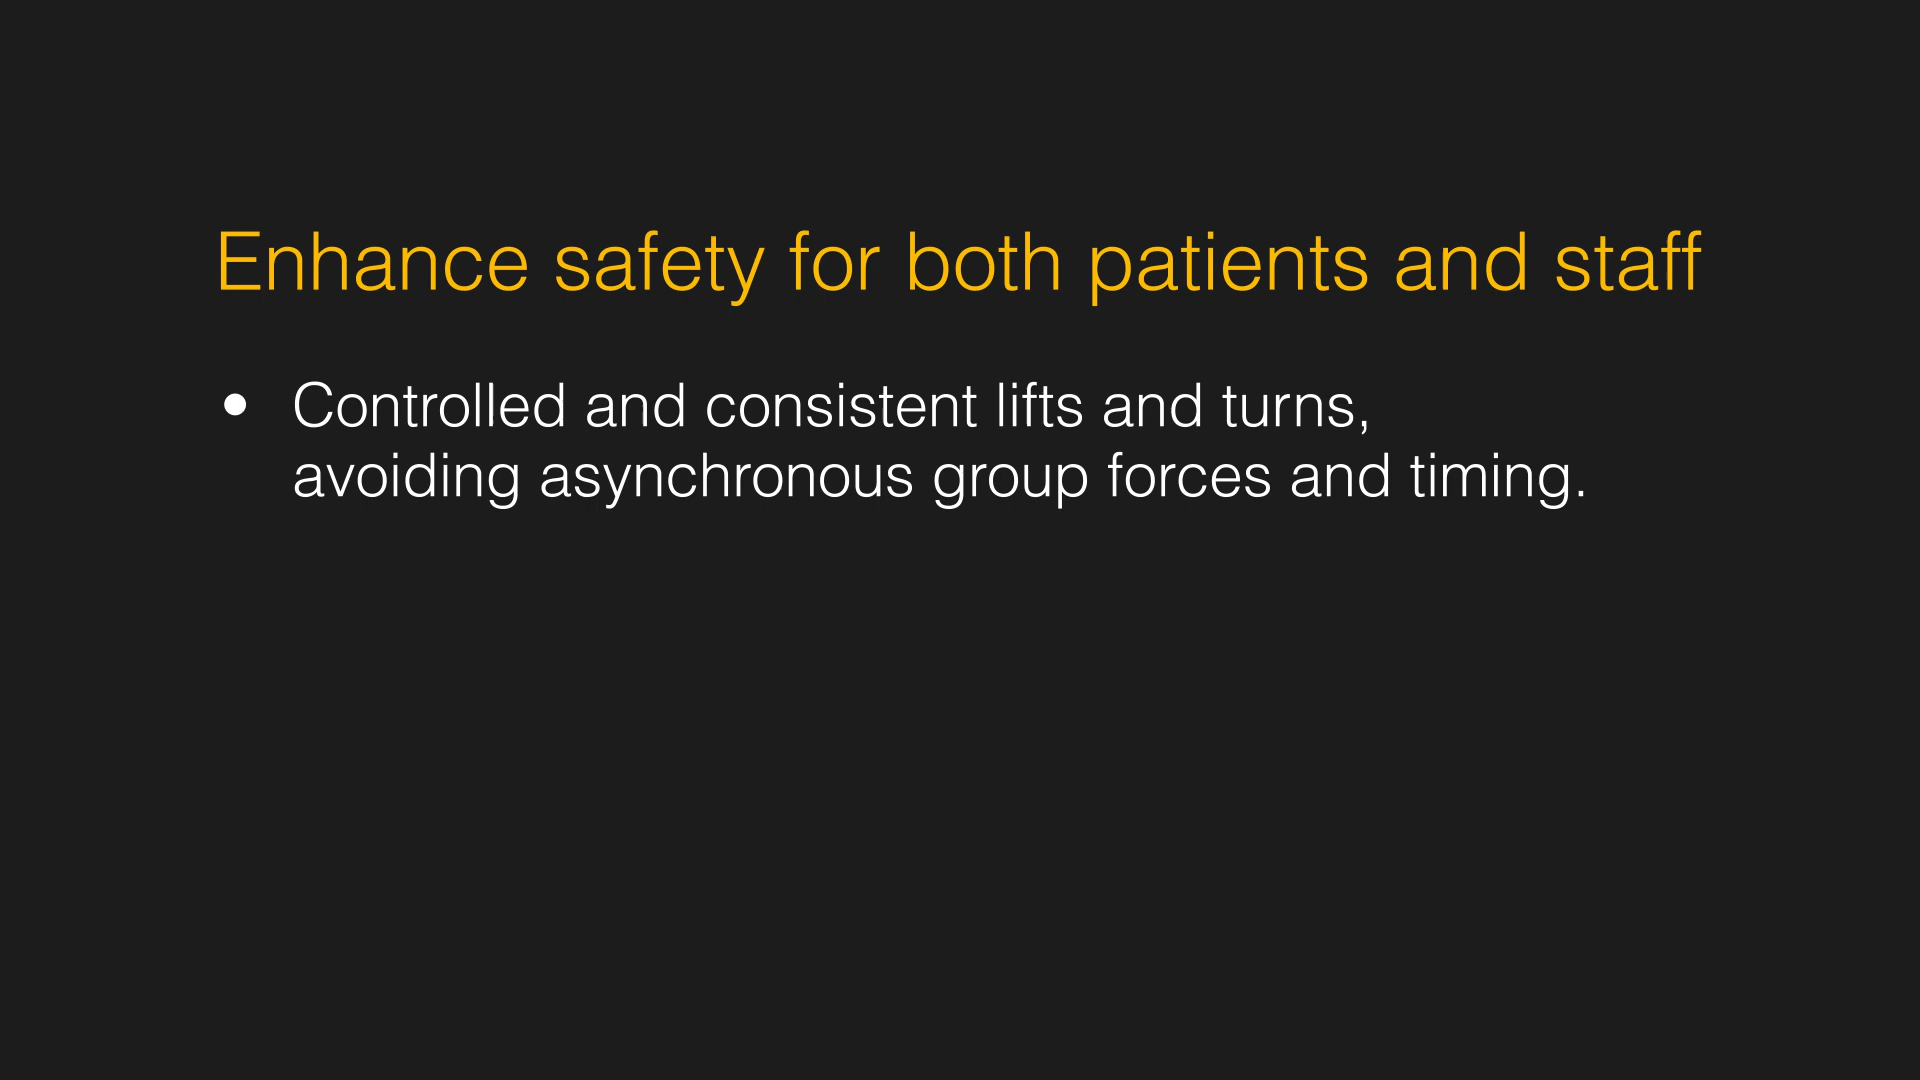 Enhance safety for both patients and staff
• Controlled and consistent lifts and turns,
avoiding asynchronous group forces and timing.